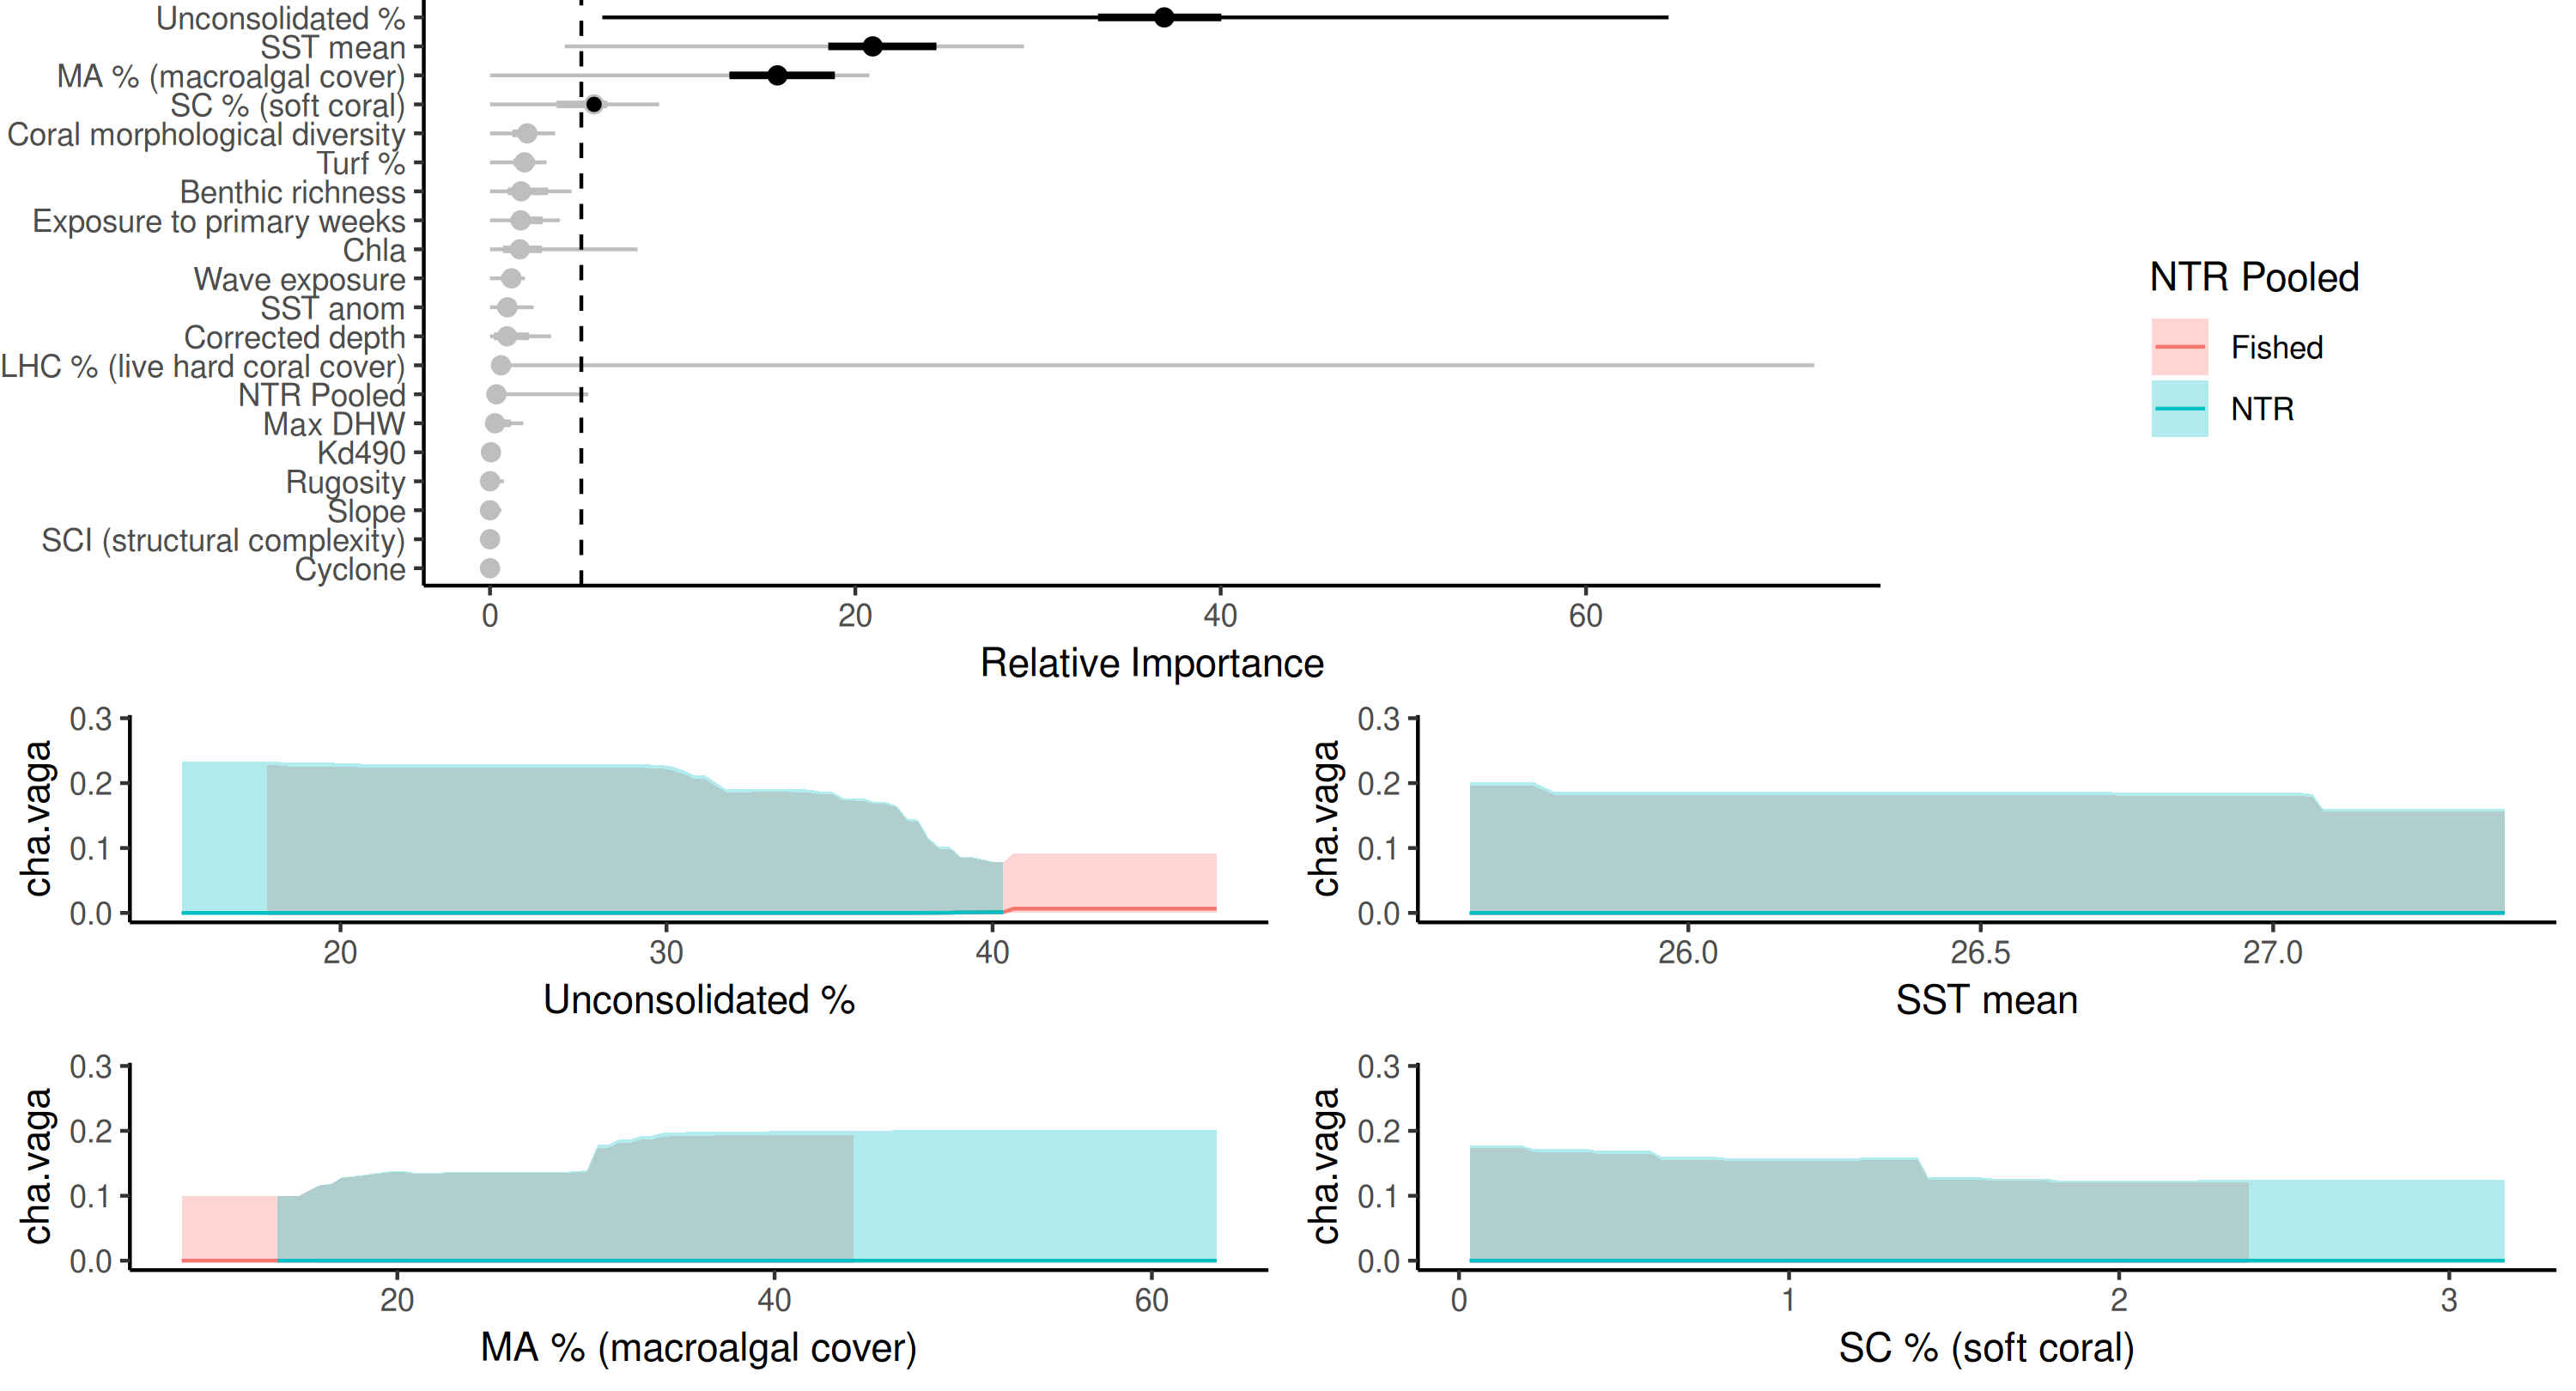 Unconsolidated %
SST mean
MA % (macroalgal cover)
SC % (soft coral)
Coral morphological diversity
Turf %
Benthic richness
Exposure to primary weeks
Chla
Wave exposure
SST anom
Corrected depth
LHC % (live hard coral cover)
NTR Pooled
Max DHW
Kd490
Rugosity
Slope
SCI (structural complexity)
Cyclone
0 20 40 60
Relative Importance
NTR Pooled
Fished
NTR
0.3
0.2
0.1
0.0
cha.vaga
20 30 40
Unconsolidated %
0.3
0.2
0.1
0.0
cha.vaga
26.0 26.5 27.0
SST mean
0.3
0.2
0.1
0.0
cha.vaga
20 40 60
MA % (macroalgal cover)
0.3
0.2
0.1
0.0
cha.vaga
0 1 2 3
SC % (soft coral)